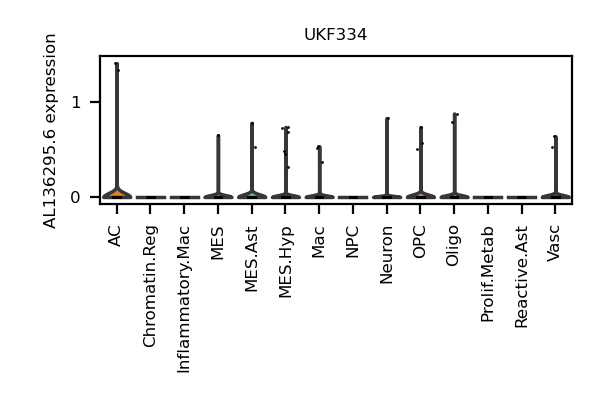 UKF334
AL136295.6 expression
1
0
AC
Chromatin.Reg
Inflammatory.Mac
MES
MES.Ast
MES.Hyp
Mac
NPC
Neuron
OPC
Oligo
Prolif.Metab
Reactive.Ast
Vasc